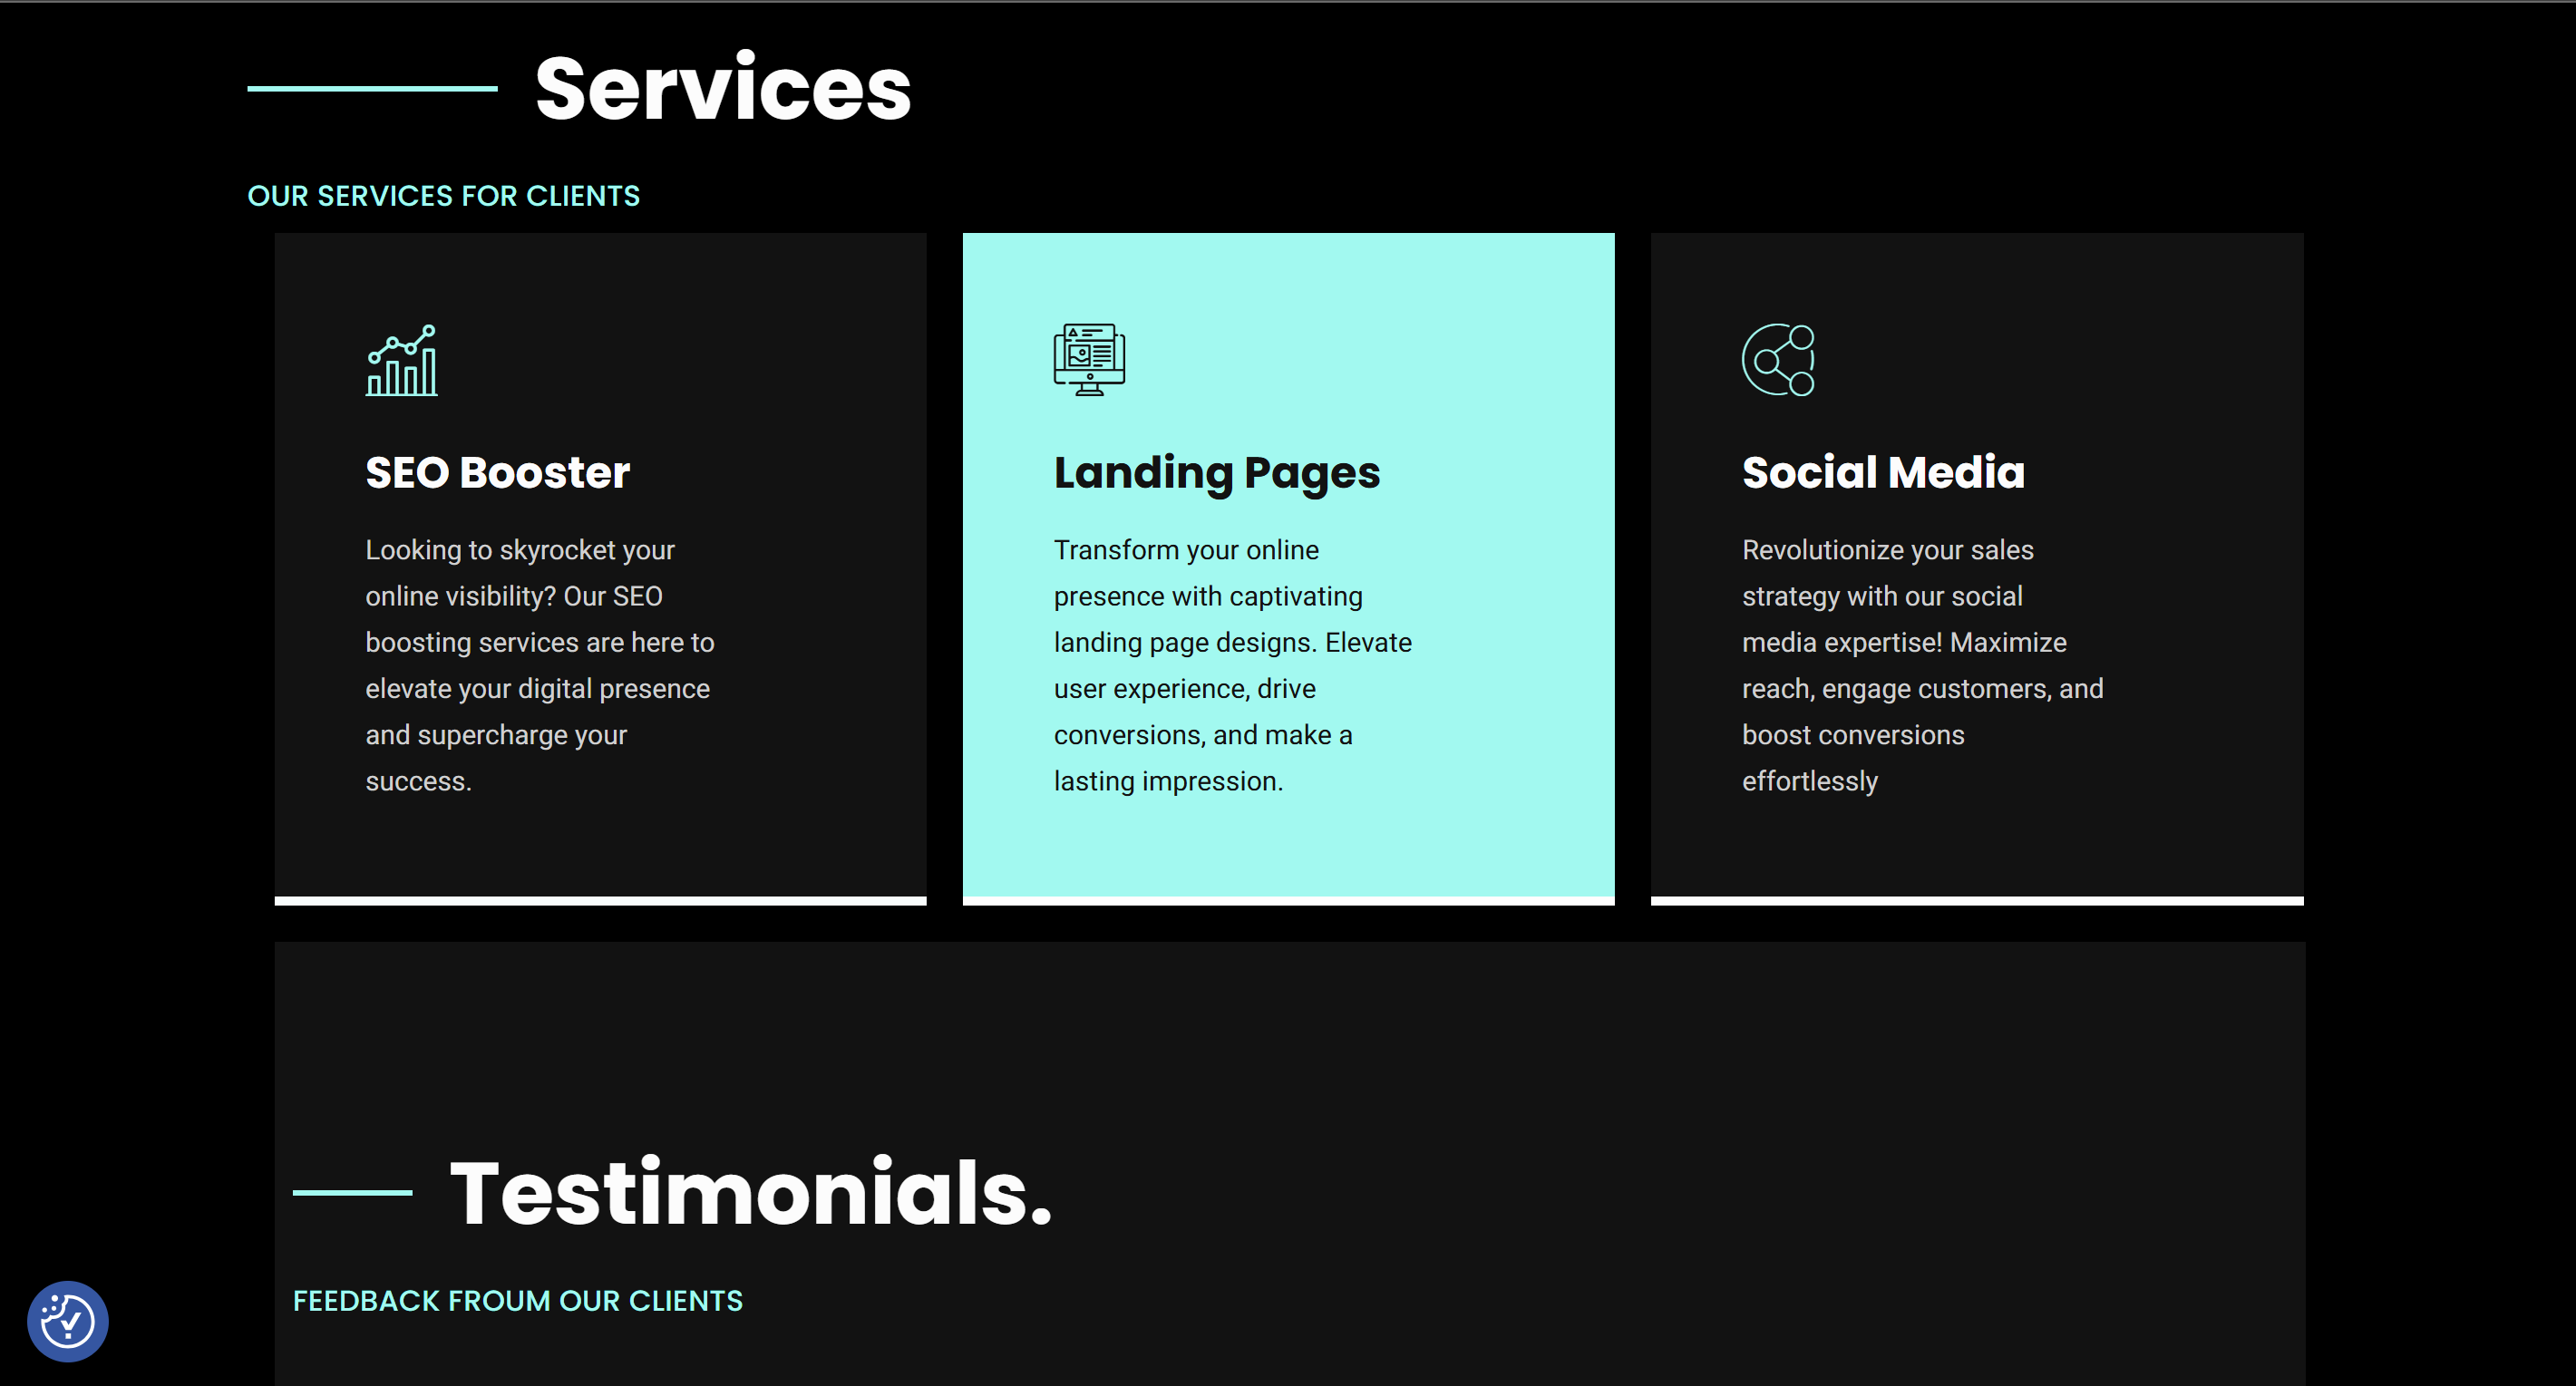 Services
OUR SERVICES FOR CLIENTS
SEO Booster
Looking to skyrocket your
online visibility? Our SEO
boosting services are here to
elevate your digital presence
and supercharge your
success.
Landing Pages
Transform your online
presence with captivating
landing page designs. Elevate
user experience, drive
conversions, and make a
lasting impression.
Social Media
Revolutionize your sales
strategy with our social
media expertise! Maximize
reach, engage customers, and
boost conversions
effortlessly
Testimonials.
FEEDBACK FROUM OUR CLIENTS